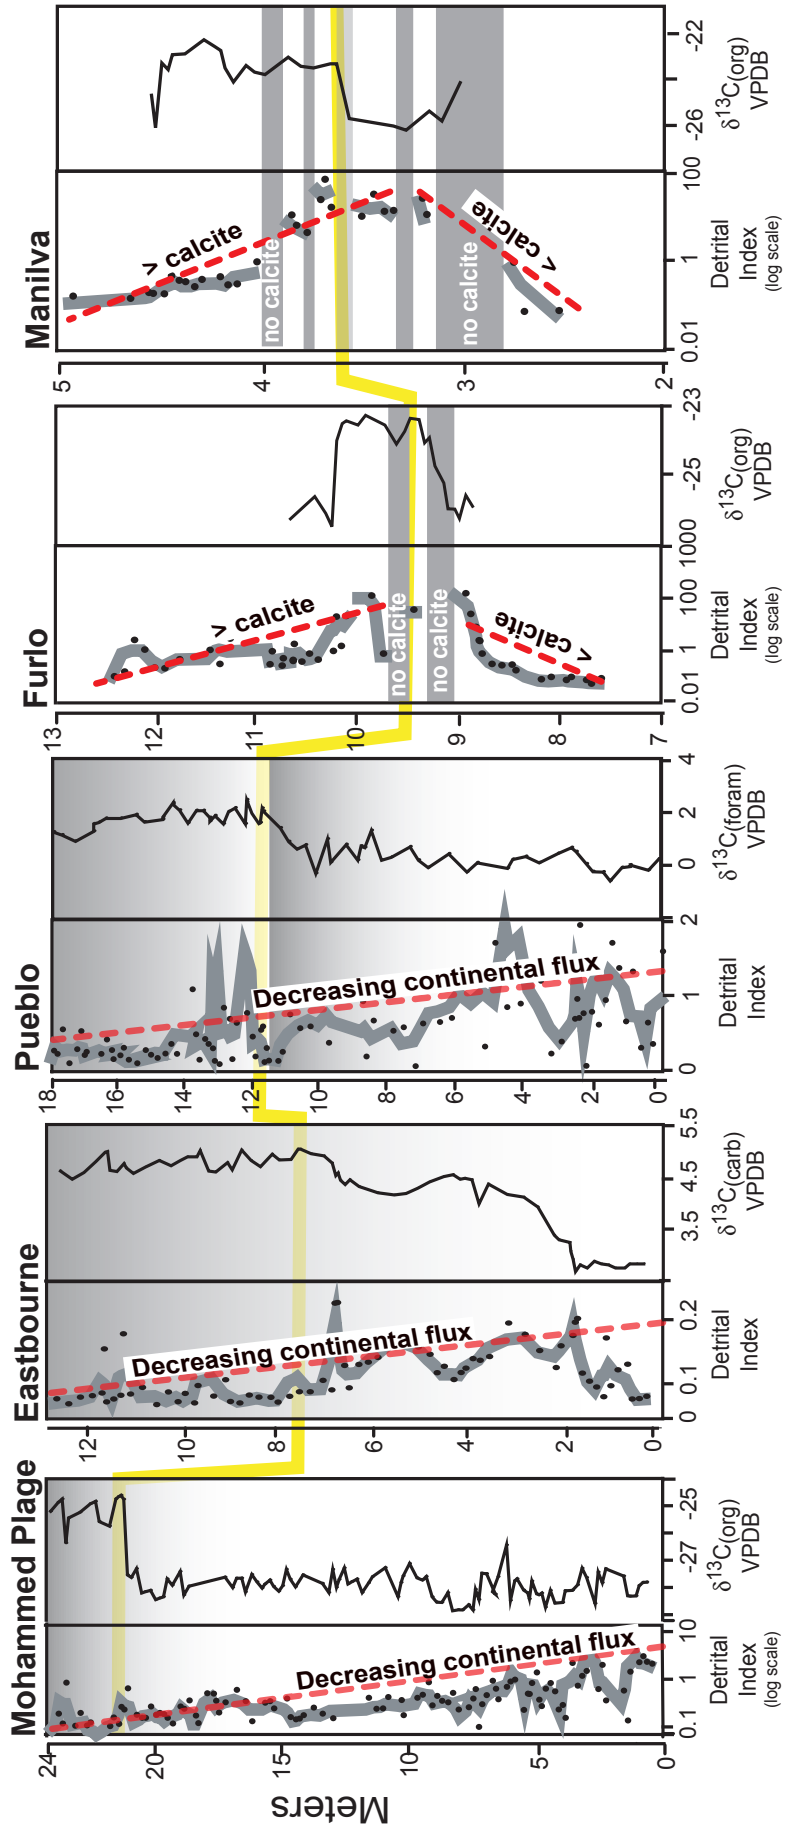 Mohammed Plage
Meters
24
20
15
10
5
0
Decreasing continental flux
0.1
1
10
Detrital
Index
(log scale)
-27
-25
δ13C(org)
VPDB
Eastbourne
12
10
8
6
4
2
0
Decreasing continental flux
0
0.1
0.2
Detrital
Index
3.5
4.5
5.5
δ13C(carb)
VPDB
Pueblo
18
16
14
12
10
8
6
4
2
0
Decreasing continental flux
0
1
2
Detrital
Index
0
2
4
δ13C(foram)
VPDB
Furlo
13
12
11
10
9
8
7
> calcite
no calcite
no calcite
< calcite
0.01
1
100
1000
Detrital
Index
(log scale)
-25
-23
δ13C(org)
VPDB
Manilva
5
4
3
2
> calcite
no calcite
no calcite
< calcite
0.01
1
100
Detrital
Index
(log scale)
-26
-22
δ13C(org)
VPDB